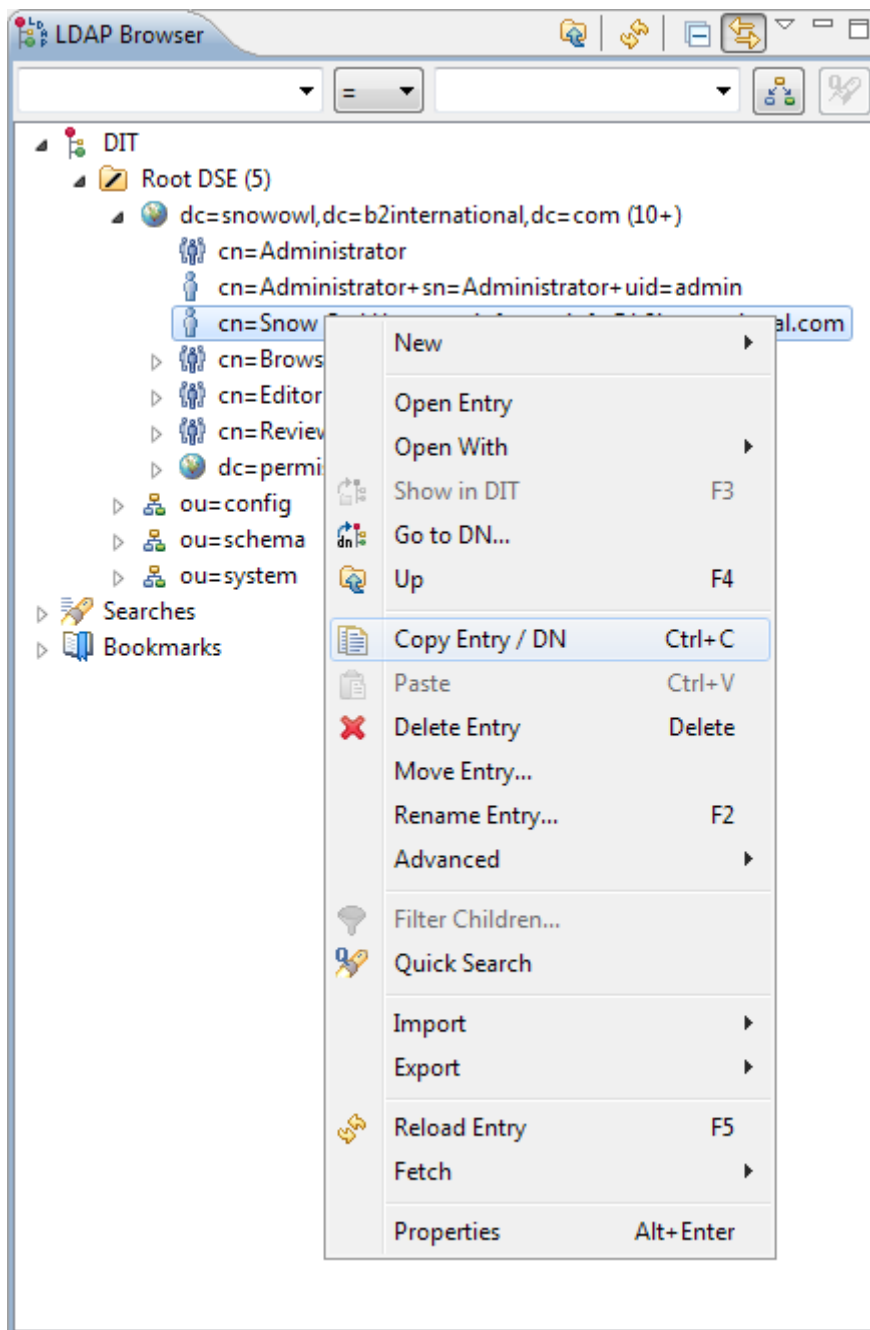 LDAP Browser
=
DIT
Root DSE (5)
dc=snowowl,dc=b2international,dc=com (10+)
cn=Administrator
cn=Administrator+sn=Administrator+uid=admin
cn=Snow al.com
cn=Brows
cn=Editor
cn=Review
dc=permis
ou=config
ou=schema
ou=system
Searches
Bookmarks
New
Open Entry
Open With
Show in DIT F3
Go to DN...
Up F4
Copy Entry / DN Ctrl+C
Paste Ctrl+V
Delete Entry Delete
Move Entry...
Rename Entry... F2
Advanced
Filter Children...
Quick Search
Import
Export
Reload Entry F5
Fetch
Properties Alt+Enter